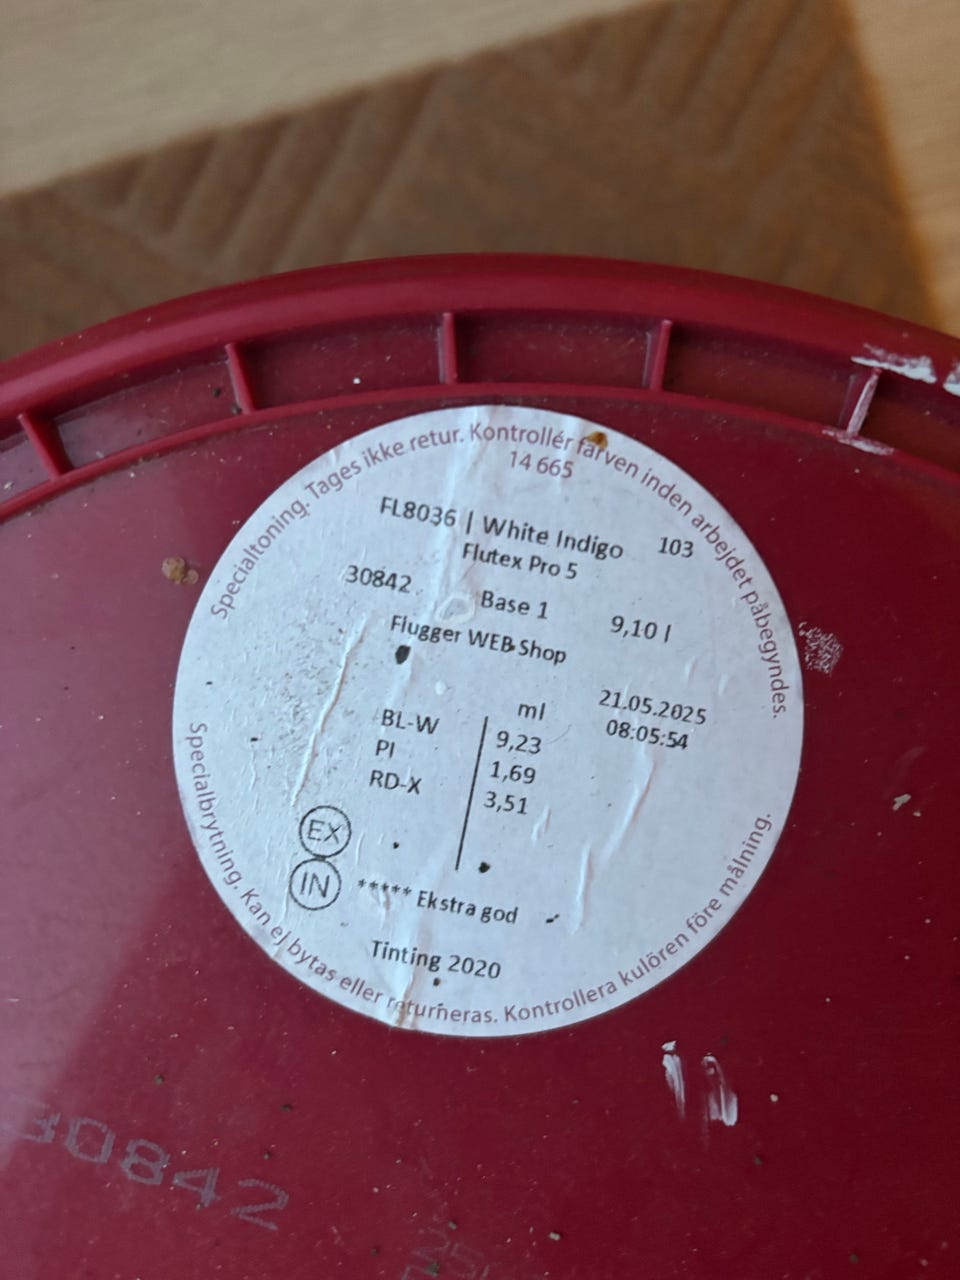 Specialtoning. Tages ikke retur. Kontrollér farven inden arbejdet påbegyndes.
14 665
FL8036 | White Indigo 103
Flutex Pro 5
30842 Base 1 9,10 l
Flugger WEB Shop
21.05.2025
ml 08:05:54
BL-W 9,23
PI 1,69
RD-X 3,51
EX
IN
***** Ekstra god
Tinting 2020
Specialbrytning. Kan ej bytas eller returneras. Kontrollera kulören före målning.
30842